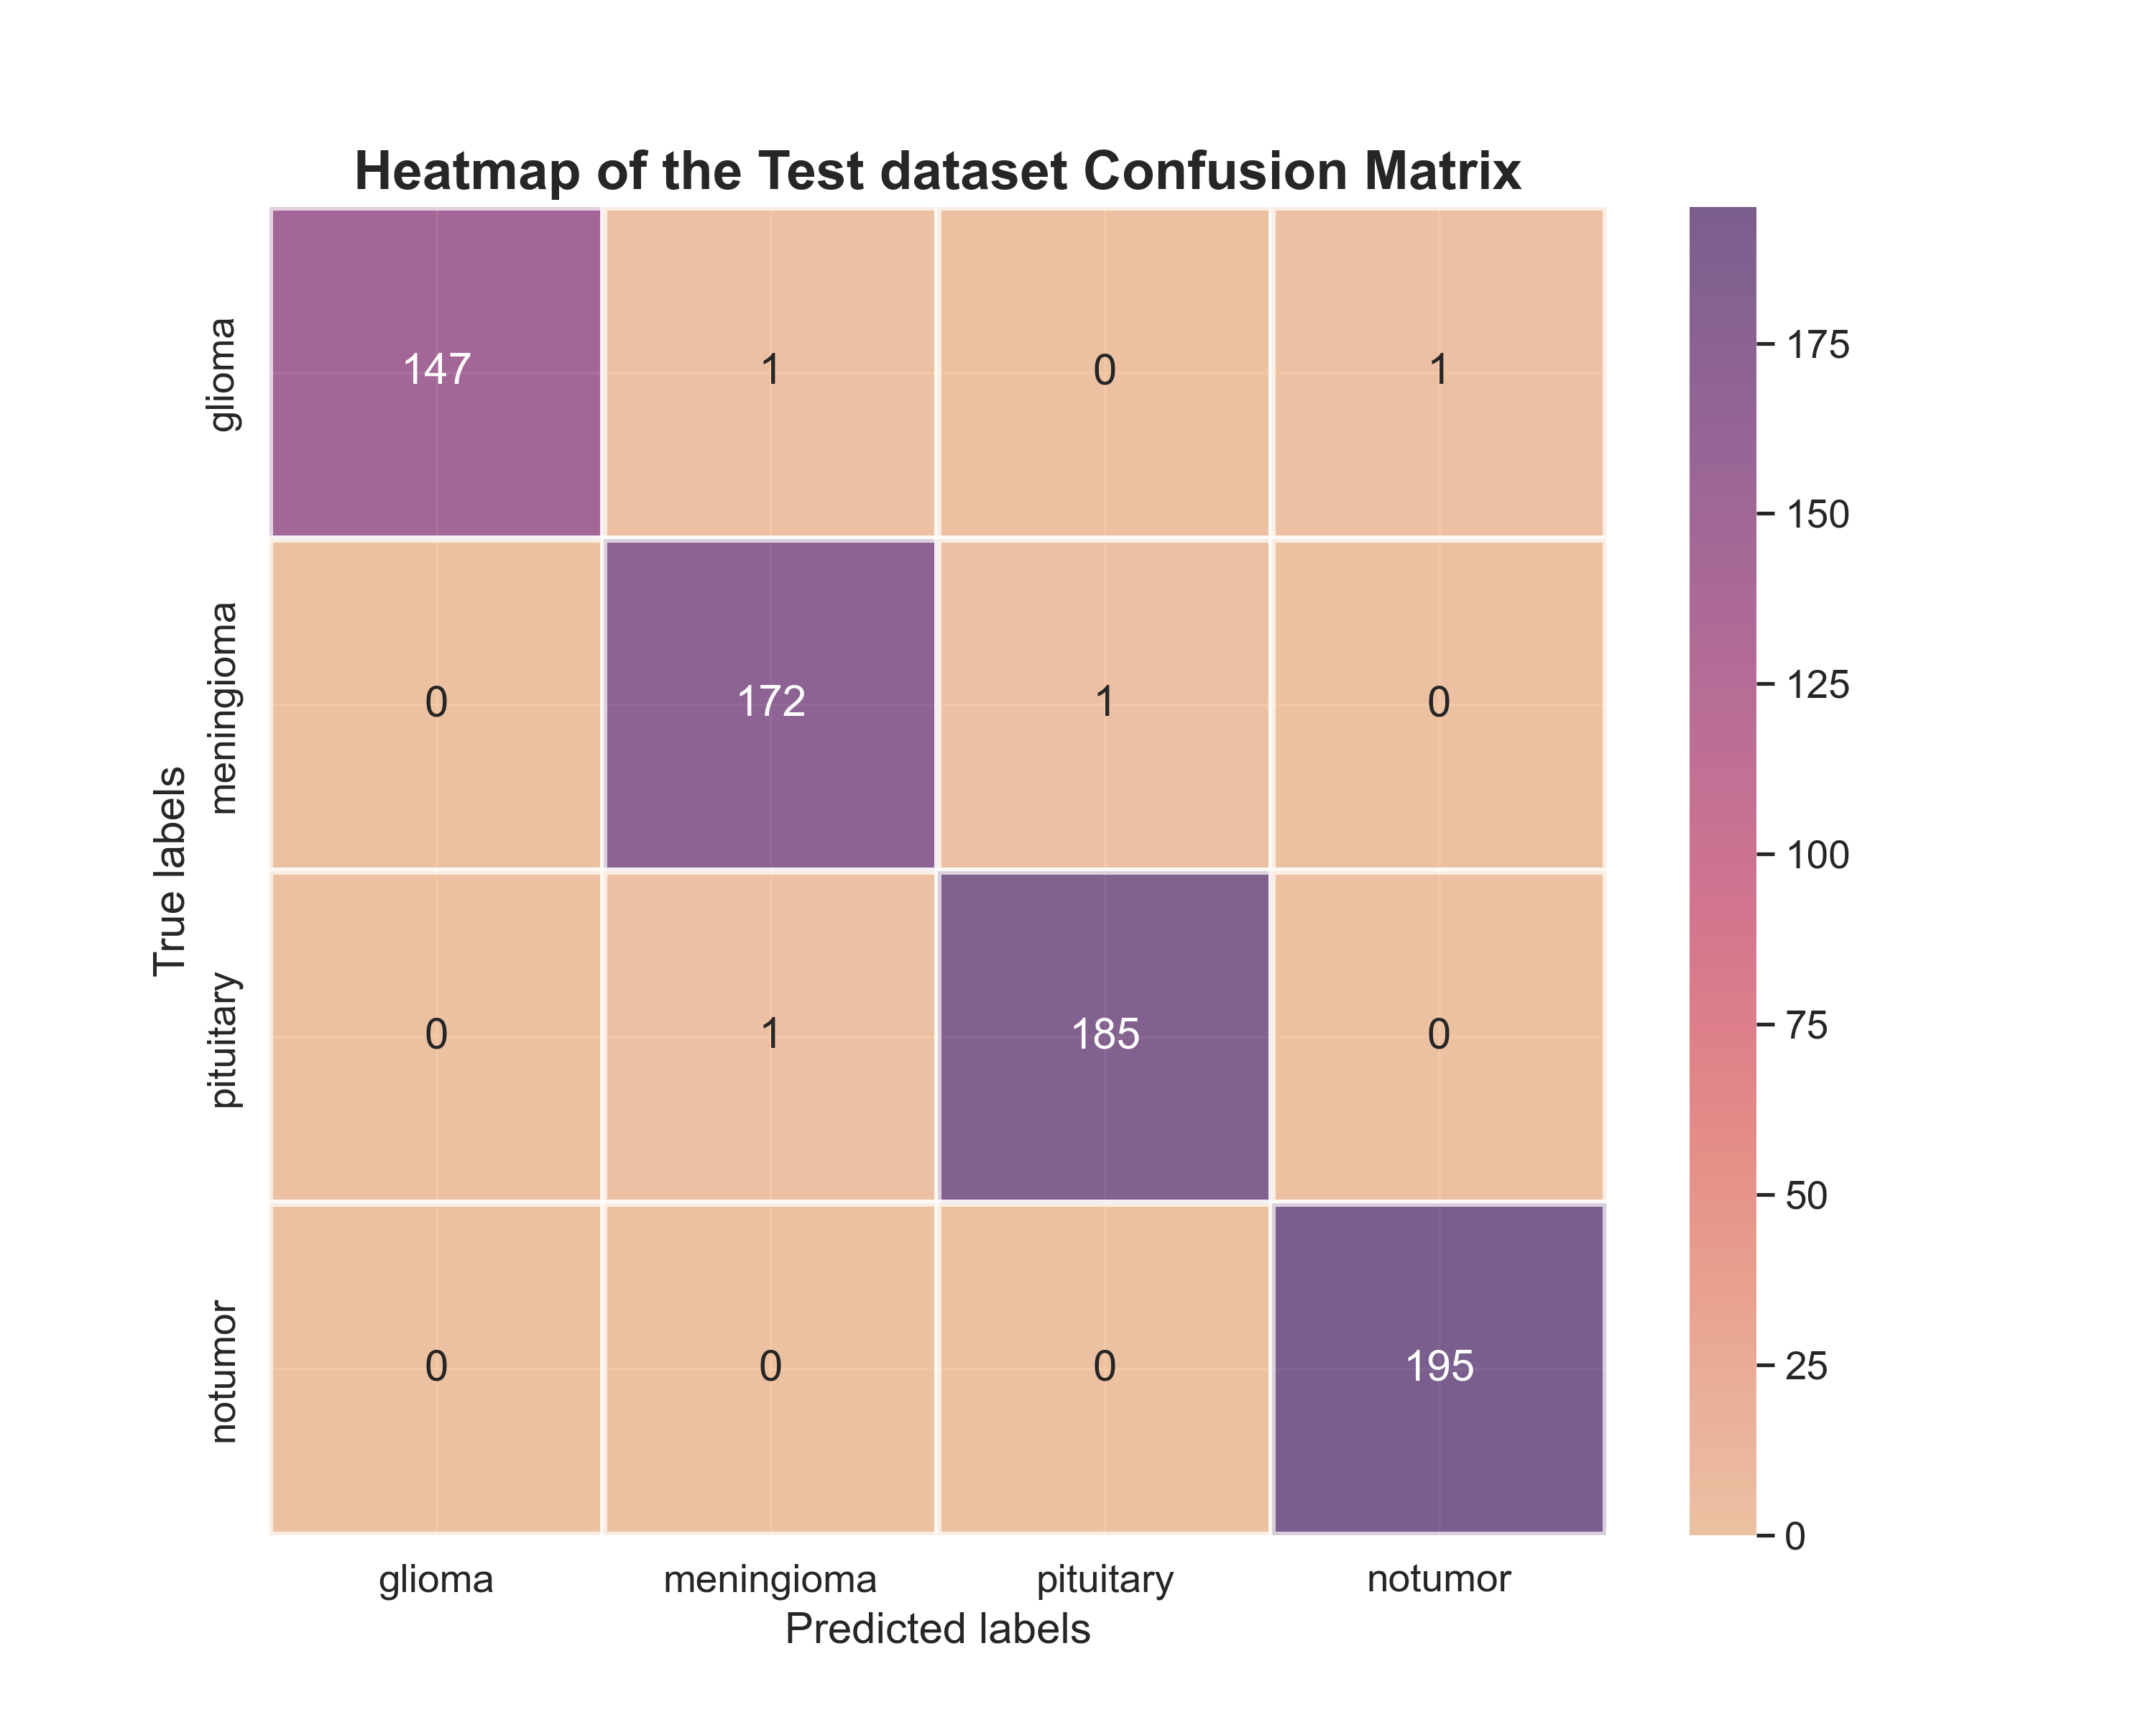 Heatmap of the Test dataset Confusion Matrix
True labels
glioma
147 1 0 1
meningioma
0 172 1 0
pituitary
0 1 185 0
notumor
0 0 0 195
glioma meningioma pituitary notumor
Predicted labels
175
150
125
100
75
50
25
0